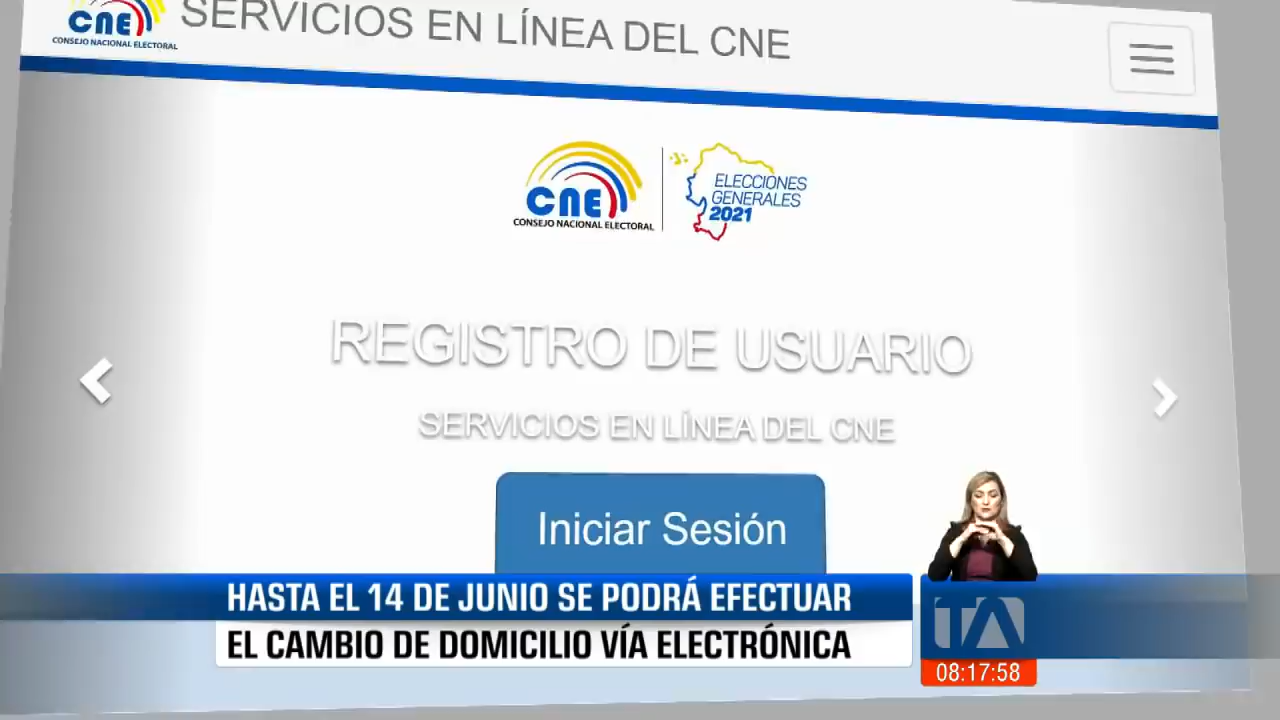 CNE
CONSEJO NACIONAL ELECTORAL
SERVICIOS EN LÍNEA DEL CNE
CNE
CONSEJO NACIONAL ELECTORAL
ELECCIONES
GENERALES
2021
REGISTRO DE USUARIO
SERVICIOS EN LÍNEA DEL CNE
Iniciar Sesión
HASTA EL 14 DE JUNIO SE PODRÁ EFECTUAR
EL CAMBIO DE DOMICILIO VÍA ELECTRÓNICA
TA
08:17:58